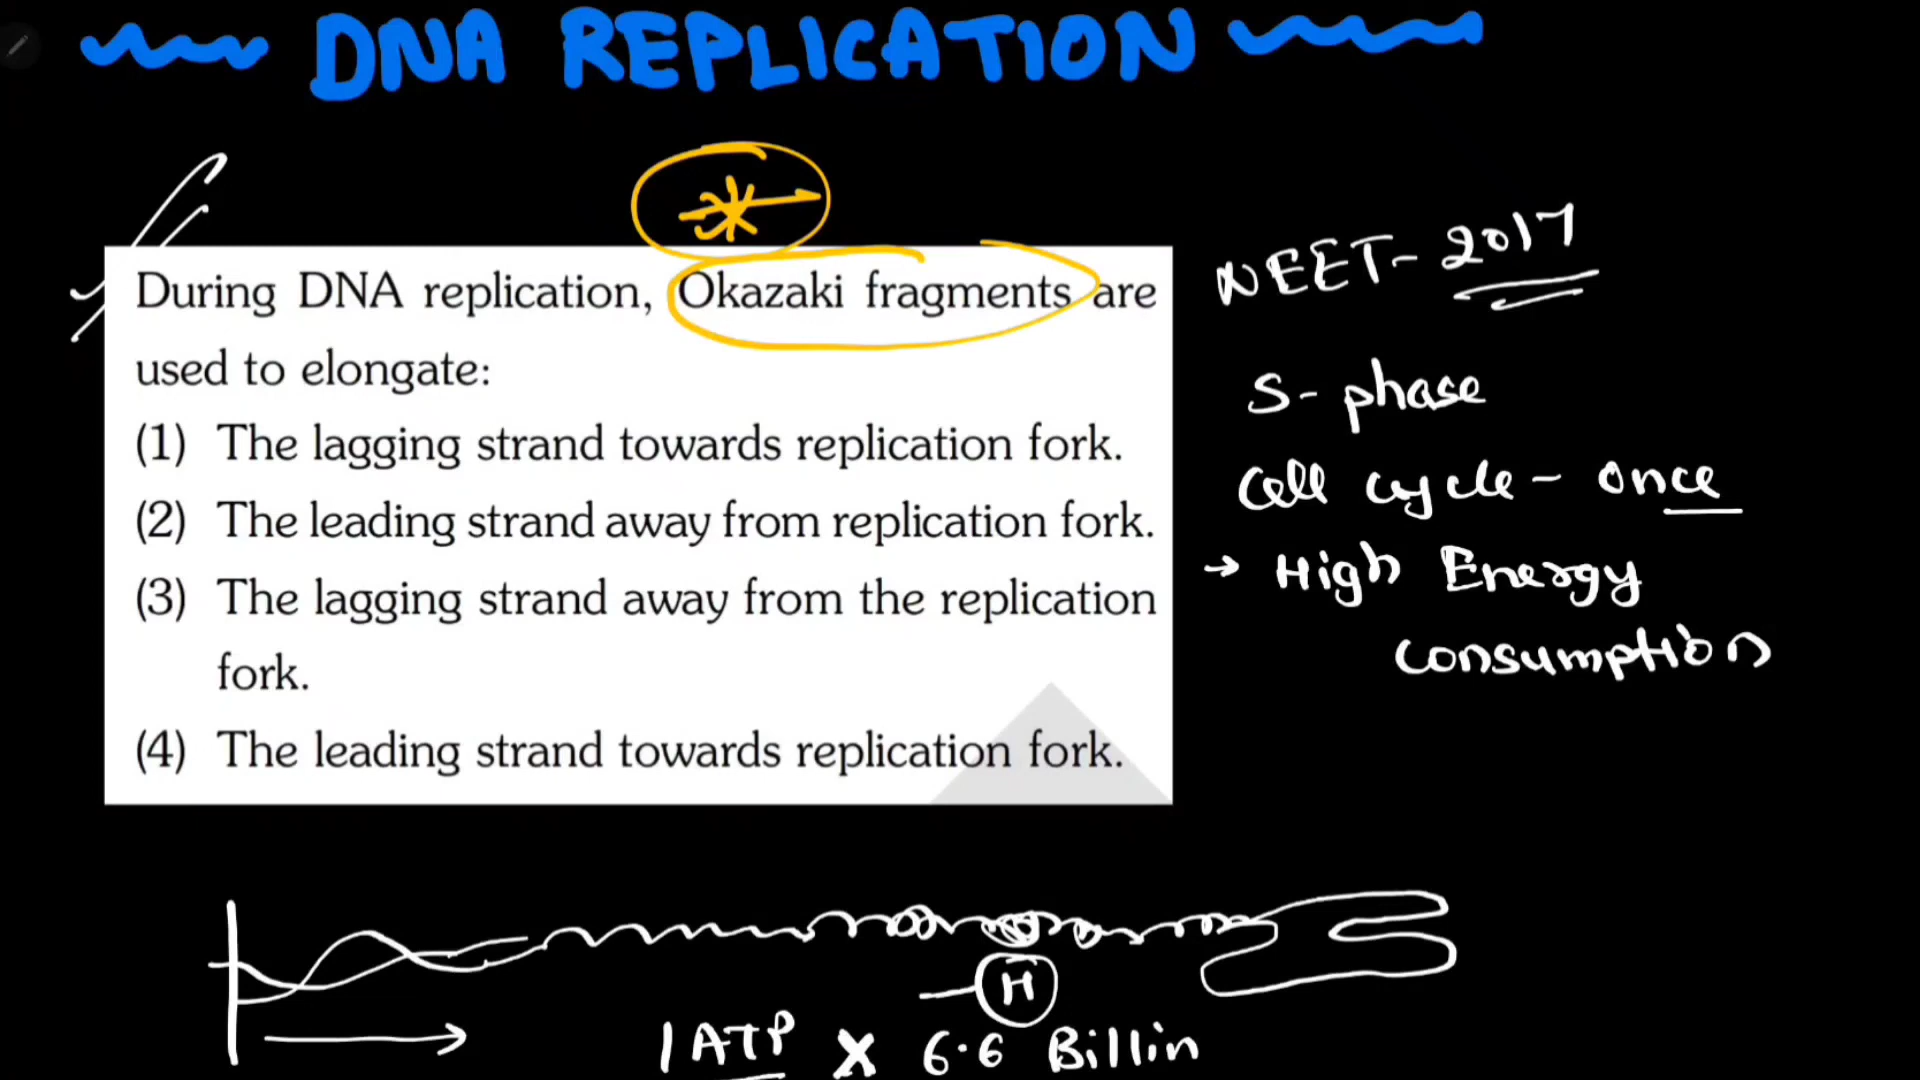 DNA REPLICATION
NEET-2017
During DNA replication, Okazaki fragments are
used to elongate:
(1) The lagging strand towards replication fork.
(2) The leading strand away from replication fork.
(3) The lagging strand away from the replication
fork.
(4) The leading strand towards replication fork.
S-phase
Cell cycle - once
→ High Energy
consumption
H
1 ATP X 6.6 Billin